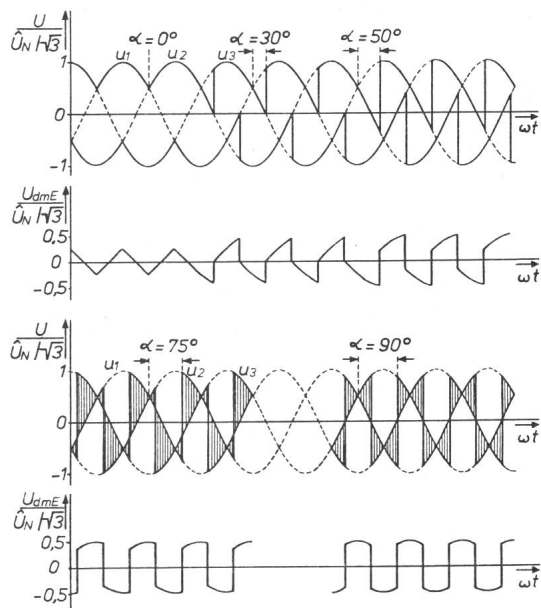 U
Û_N/√3
α=0°
α=30°
α=50°
u₁
u₂
u₃
1
0
-1
ωt
U_dmE
Û_N/√3
0,5
0
-0,5
ωt
U
Û_N/√3
α=75°
α=90°
u₁
u₂
u₃
1
0
-1
ωt
U_dmE
Û_N/√3
0,5
0
-0,5
ωt